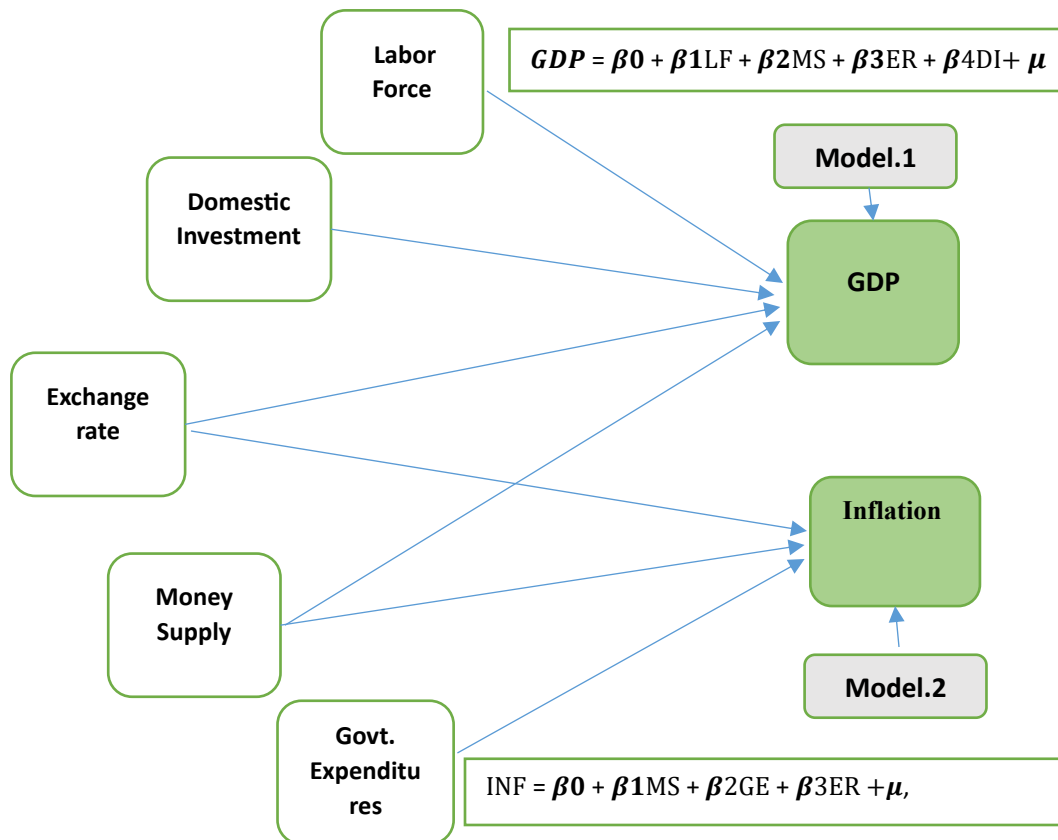 Labor
Force
𝑮𝑫𝑷 = 𝜷𝟎 + 𝜷𝟏LF + 𝜷𝟐MS + 𝜷𝟑ER + 𝜷4DI+ 𝝁
Model.1
Domestic
Investment
GDP
Exchange
rate
Inflation
Money
Supply
Model.2
Govt.
Expenditu
res
INF = 𝜷𝟎 + 𝜷𝟏MS + 𝜷2GE + 𝜷3ER +𝝁,